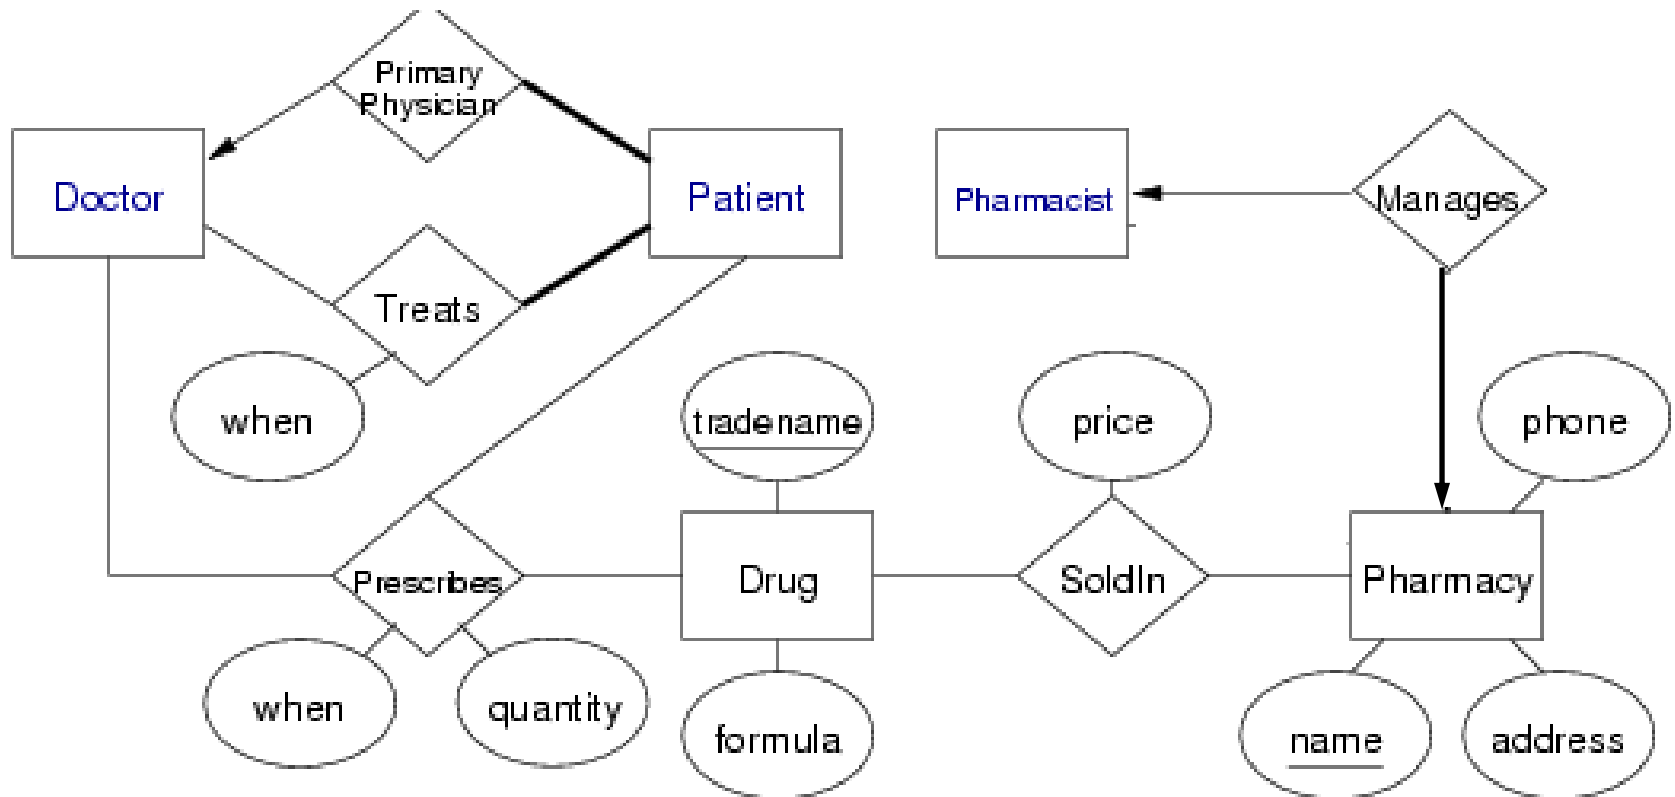 Primary
Physician
Doctor
Patient
Pharmacist
Manages
Treats
when
tradename
price
phone
Prescribes
Drug
SoldIn
Pharmacy
when
quantity
formula
name
address